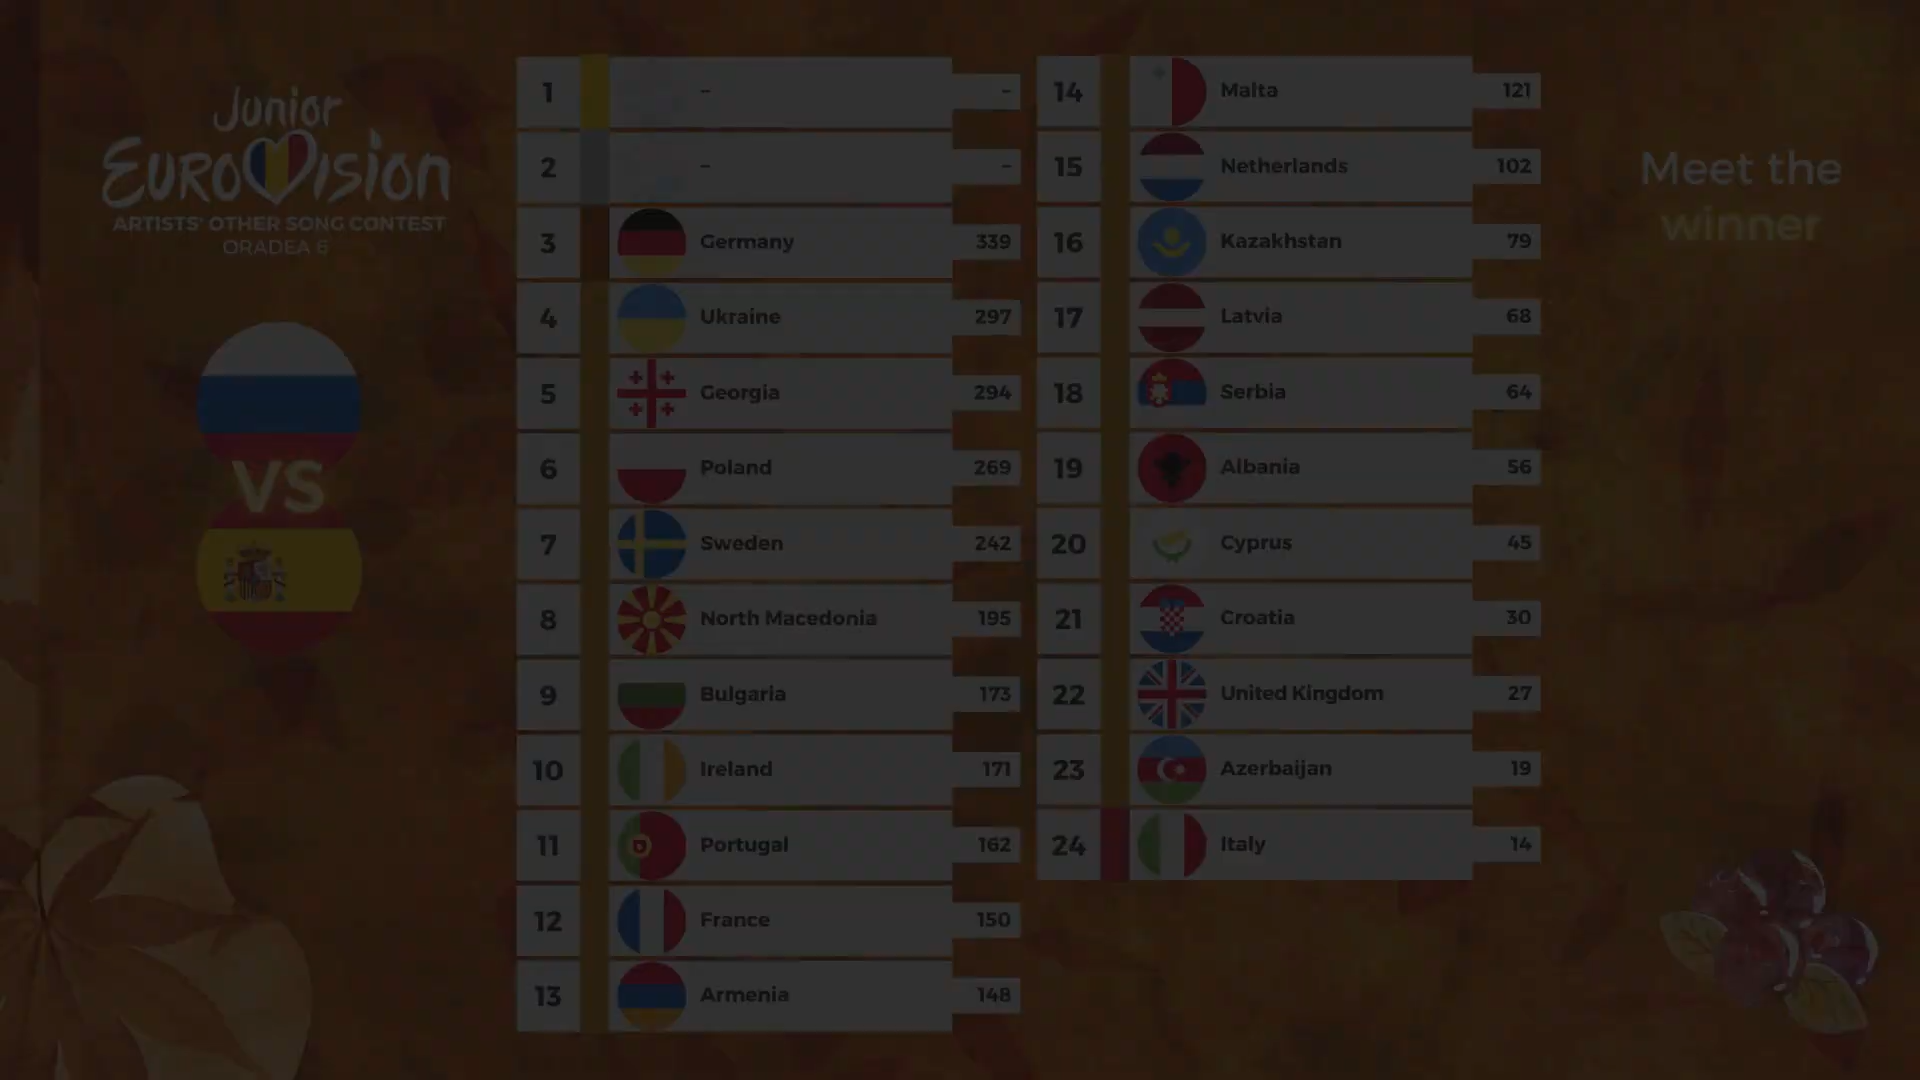 Junior
EUROVISION
ARTISTS' OTHER SONG CONTEST
ORADEA 6
VS
1 – –
2 – –
3 Germany 339
4 Ukraine 297
5 Georgia 294
6 Poland 269
7 Sweden 242
8 North Macedonia 195
9 Bulgaria 173
10 Ireland 171
11 Portugal 162
12 France 150
13 Armenia 148
14 Malta 121
15 Netherlands 102
16 Kazakhstan 79
17 Latvia 68
18 Serbia 64
19 Albania 56
20 Cyprus 45
21 Croatia 30
22 United Kingdom 27
23 Azerbaijan 19
24 Italy 14
Meet the
winner